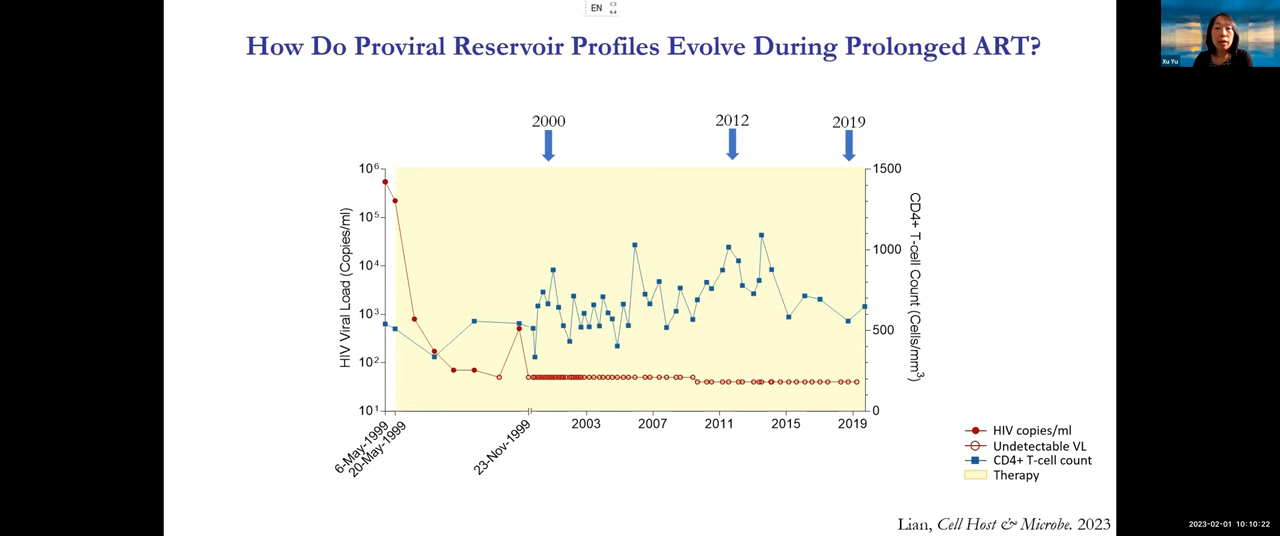 EN
How Do Proviral Reservoir Profiles Evolve During Prolonged ART?
Xu Yu
2000
2012
2019
10⁶
10⁵
10⁴
10³
10²
10¹
HIV Viral Load (Copies/ml)
1500
1000
500
0
CD4+ T-cell Count (Cells/mm³)
6-May-1999
20-May-1999
23-Nov-1999
2003
2007
2011
2015
2019
HIV copies/ml
Undetectable VL
CD4+ T-cell count
Therapy
Lian, Cell Host & Microbe. 2023
2023-02-01 10:10:22